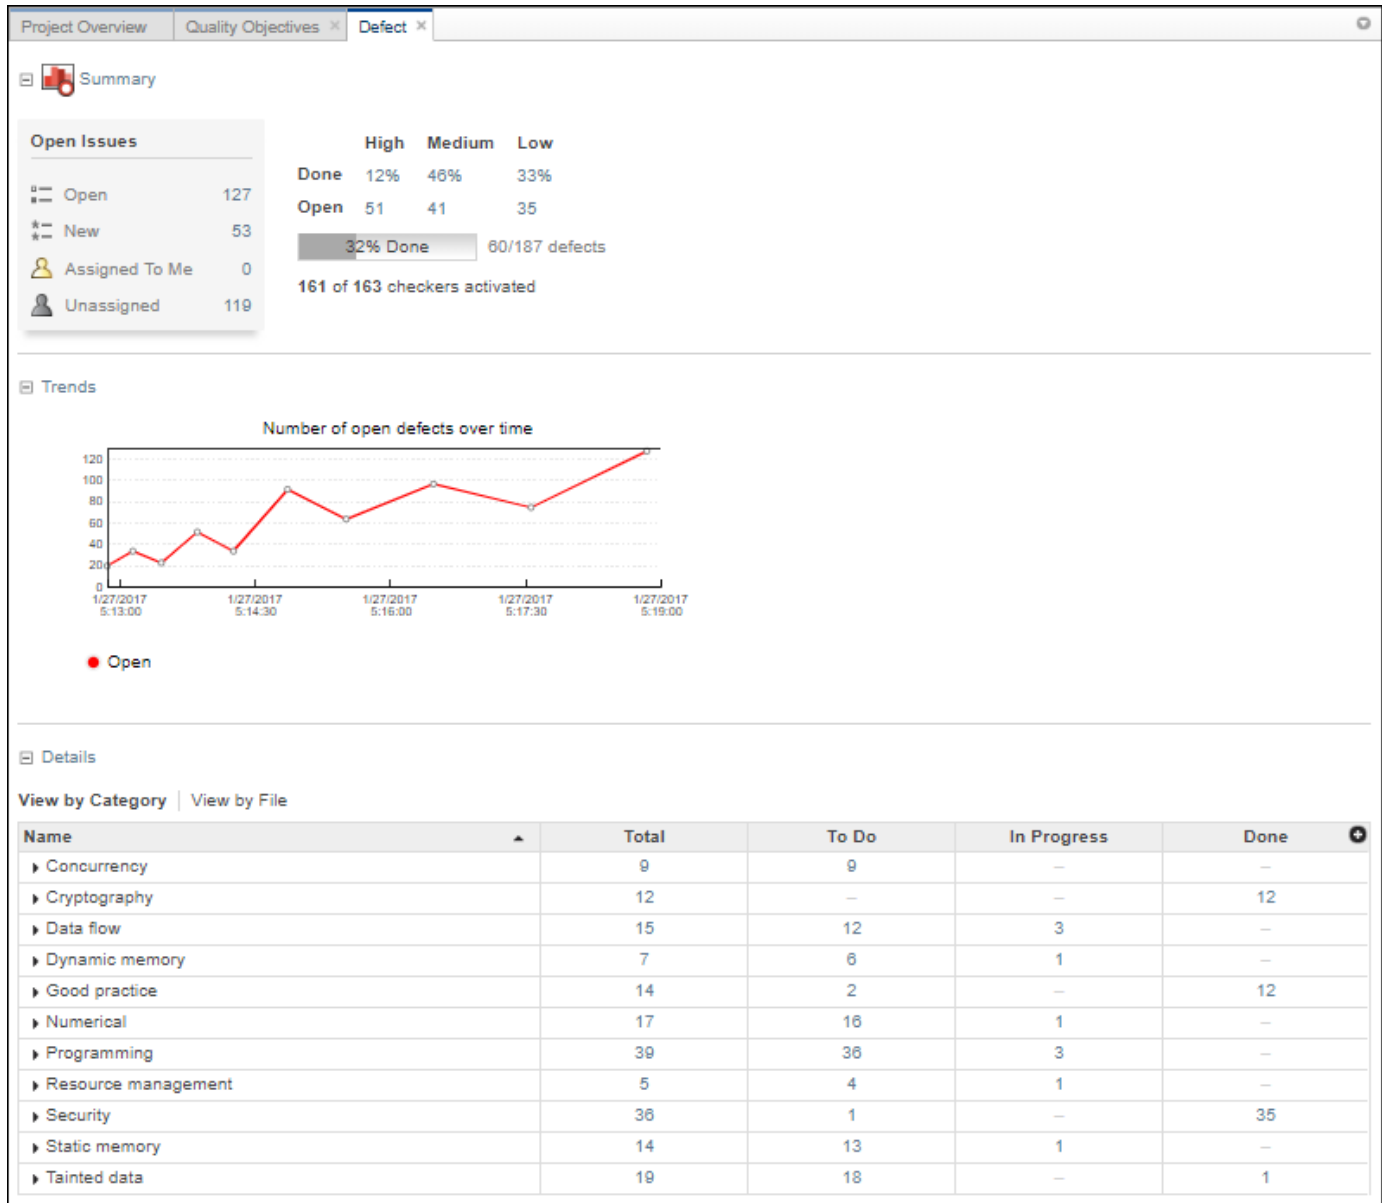 Project Overview Quality Objectives Defect
Summary
Open Issues
Open 127
New 53
Assigned To Me 0
Unassigned 119
High Medium Low
Done 12% 46% 33%
Open 51 41 35
32% Done 60/187 defects
161 of 163 checkers activated
Trends
Number of open defects over time
120
100
80
60
40
20
0
1/27/2017 1/27/2017 1/27/2017 1/27/2017 1/27/2017
5:13:00 5:14:30 5:16:00 5:17:30 5:19:00
Open
Details
View by Category View by File
Name Total To Do In Progress Done
Concurrency 9 9 – –
Cryptography 12 – – 12
Data flow 15 12 3 –
Dynamic memory 7 6 1 –
Good practice 14 2 – 12
Numerical 17 16 1 –
Programming 39 36 3 –
Resource management 5 4 1 –
Security 36 1 – 35
Static memory 14 13 1 –
Tainted data 19 18 – 1